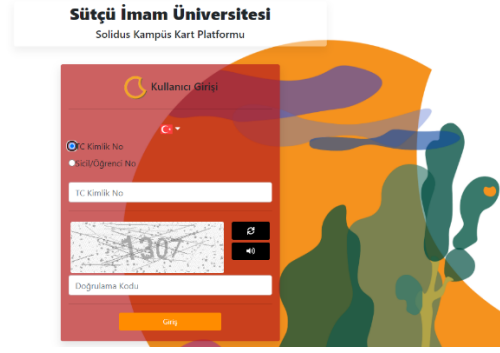 Sütçü İmam Üniversitesi
Solidus Kampüs Kart Platformu
Kullanıcı Girişi
TC Kimlik No
Sicil/Öğrenci No
TC Kimlik No
1307
Doğrulama Kodu
Giriş